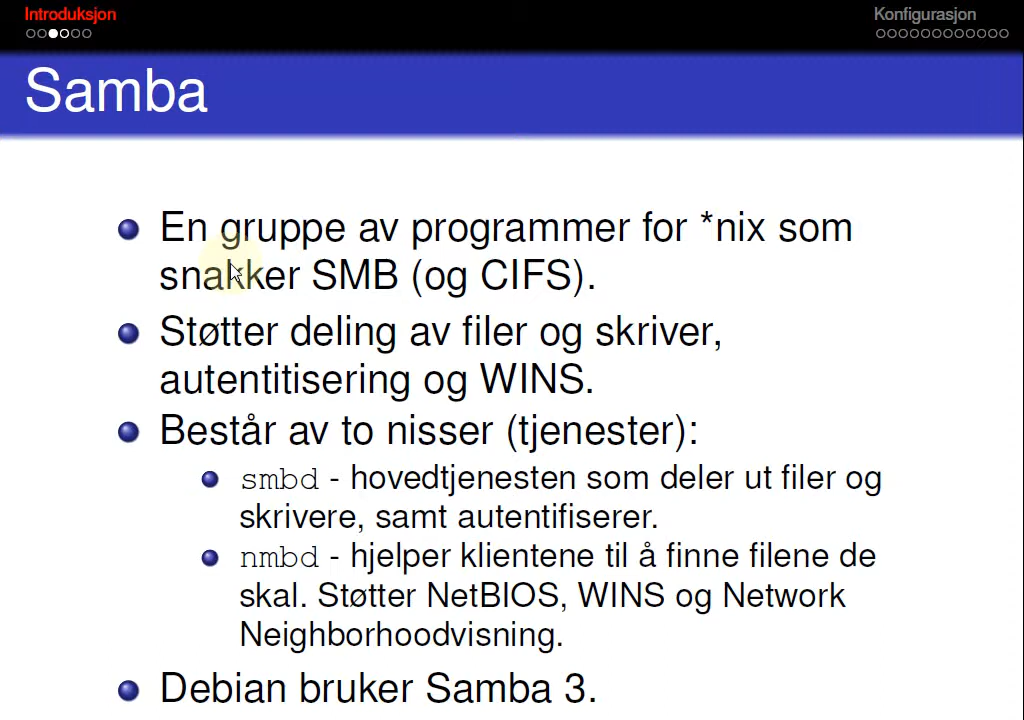 Introduksjon
Konfigurasjon
Samba
En gruppe av programmer for *nix som
snakker SMB (og CIFS).
Støtter deling av filer og skriver,
autentitisering og WINS.
Består av to nisser (tjenester):
smbd - hovedtjenesten som deler ut filer og
skrivere, samt autentifiserer.
nmbd - hjelper klientene til å finne filene de
skal. Støtter NetBIOS, WINS og Network
Neighborhoodvisning.
Debian bruker Samba 3.